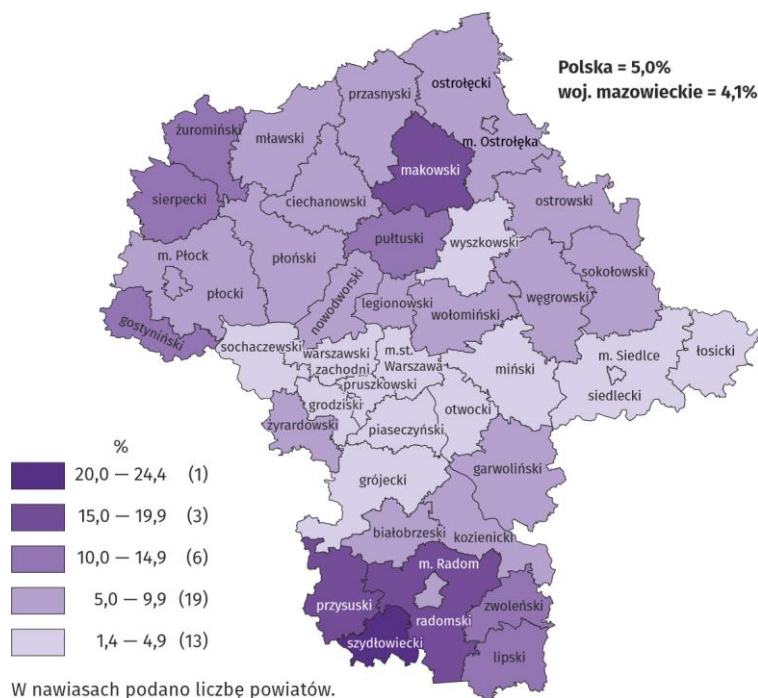 Polska = 5,0%
woj. mazowieckie = 4,1%
ostrołęcki
przasnyski
żuromiński
mławski
m. Ostrołęka
makowski
sierpecki
ciechanowski
ostrowski
pułtuski
wyszkowski
m. Płock
płoński
sokołowski
płocki
nowodworski
legionowski
wołomiński
węgrowski
gostyniński
sochaczewski
warszawski
zachodni
m.st.
Warszawa
pruszkowski
miński
m. Siedlce
siedlecki
łosicki
grodziski
otwocki
piaseczyński
żyrardowski
garwoliński
grójecki
białobrzeski
kozienicki
m. Radom
przysuski
radomski
zwoleński
szydłowiecki
lipski
%
20,0 — 24,4 (1)
15,0 — 19,9 (3)
10,0 — 14,9 (6)
5,0 — 9,9 (19)
1,4 — 4,9 (13)
W nawiasach podano liczbę powiatów.